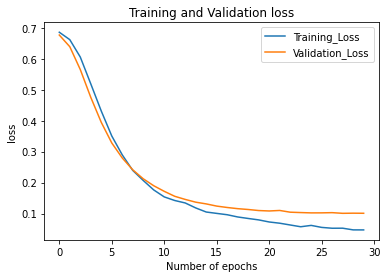 Training and Validation loss
Training_Loss
Validation_Loss
loss
0.7
0.6
0.5
0.4
0.3
0.2
0.1
0 5 10 15 20 25 30
Number of epochs